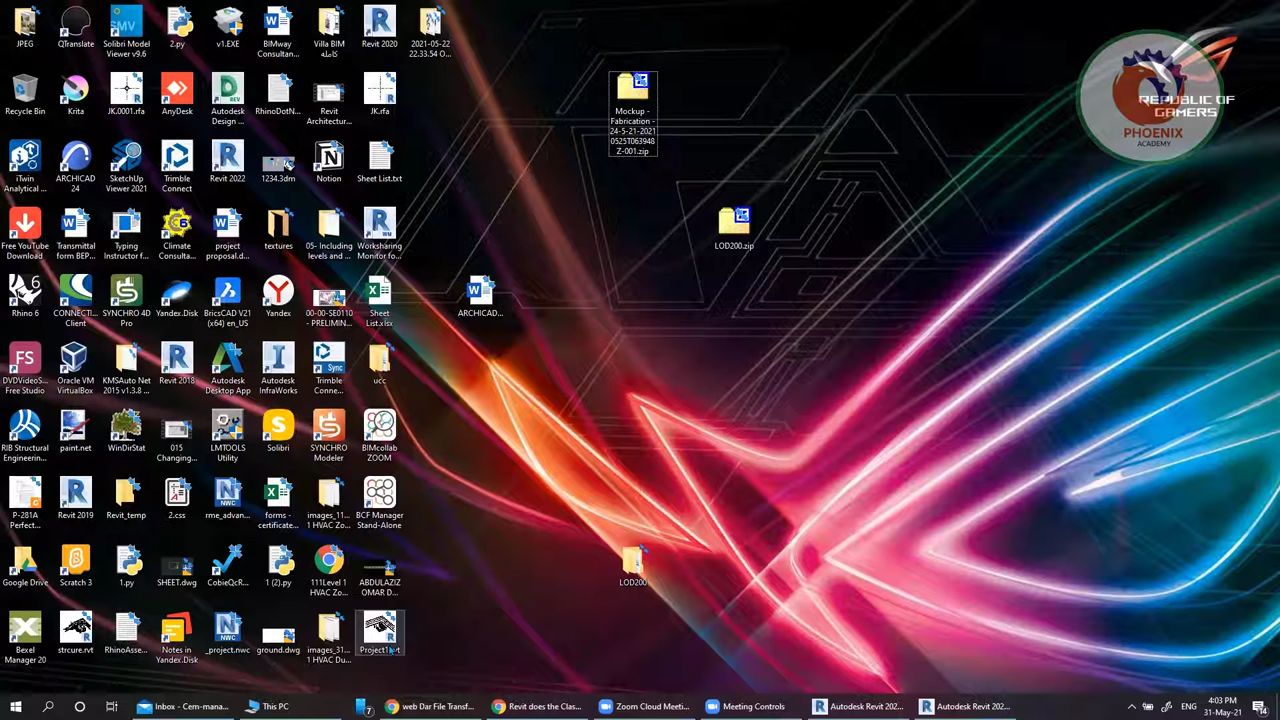 JPEG
QTranslate
Solibri Model
Viewer v9.6
2.py
v1.EXE
BIMway
Consultan...
Villa BIM
كاملة
Revit 2020
2021-05-22
22.33.54 O...
Recycle Bin
Krita
JK.0001.rfa
AnyDesk
Autodesk
Design ...
RhinoDotN...
Revit
Architectur...
JK.rfa
Mockup -
Fabrication -
24-5-21-2021
0525T063948
Z-001.zip
REPUBLIC OF
GAMERS
PHOENIX
ACADEMY
iTwin
Analytical ...
ARCHICAD
24
SketchUp
Viewer 2021
Trimble
Connect
Revit 2022
1234.3dm
Notion
Sheet List.txt
Free YouTube
Download
Transmittal
form BEP...
Typing
Instructor f...
Climate
Consulta...
project
proposal.d...
textures
05- Including
levels and ...
Worksharing
Monitor fo...
LOD200.zip
Rhino 6
CONNECTI...
Client
SYNCHRO 4D
Pro
Yandex.Disk
BricsCAD V21
(x64) en_US
Yandex
00-00-SE0110
- PRELIMIN...
Sheet
List.xlsx
ARCHICAD...
DVDVideoS...
Free Studio
Oracle VM
VirtualBox
KMSAuto Net
2015 v1.3.8 ...
Revit 2018
Autodesk
Desktop App
Autodesk
InfraWorks
Trimble
Conne...
ucc
RIB Structural
Engineerin...
paint.net
WinDirStat
015
Changing...
LMTOOLS
Utility
Solibri
SYNCHRO
Modeler
BIMcollab
ZOOM
P-281A
Perfect...
Revit 2019
Revit_temp
2.css
rme_advan...
forms -
certificate...
images_11...
1 HVAC Zo...
BCF Manager
Stand-Alone
Google Drive
Scratch 3
1.py
SHEET.dwg
CobieQcR...
1 (2).py
111Level 1
HVAC Zo...
ABDULAZIZ
OMAR D...
LOD200
Bexel
Manager 20
strcure.rvt
RhinoAsse...
Notes in
Yandex.Disk
_project.nwc
ground.dwg
images_31...
1 HVAC Du...
Inbox - Cem-mana...
This PC
7
web Dar File Transf...
Revit does the Clas...
Zoom Cloud Meeti...
Meeting Controls
Autodesk Revit 202...
Autodesk Revit 202...
ENG
4:03 PM
31-May-21
14